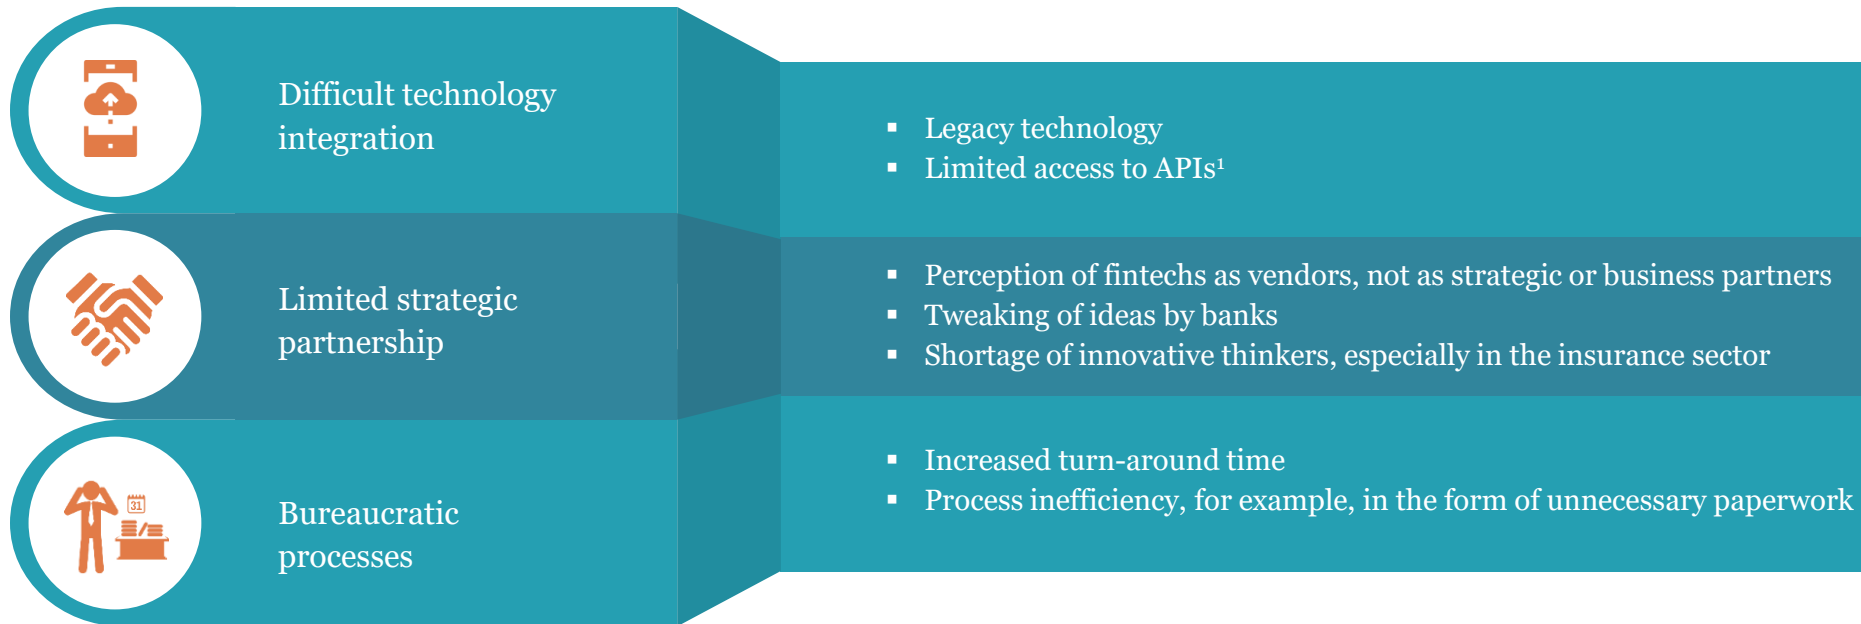 Difficult technology
integration
▪ Legacy technology
▪ Limited access to APIs¹
Limited strategic
partnership
▪ Perception of fintechs as vendors, not as strategic or business partners
▪ Tweaking of ideas by banks
▪ Shortage of innovative thinkers, especially in the insurance sector
31
Bureaucratic
processes
▪ Increased turn-around time
▪ Process inefficiency, for example, in the form of unnecessary paperwork